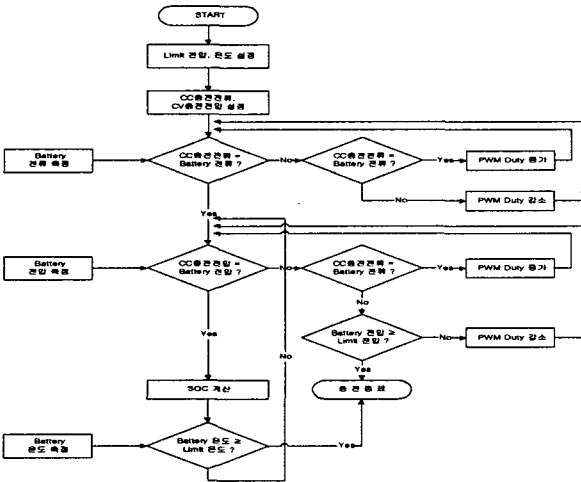 START
Limit 전압, 온도 설정
CC충전전류,
CV충전전압 설정
Battery
전류 측정
CC충전전류 =
Battery 전류 ?
No
CC충전전류 =
Battery 전류 ?
Yes
PWM Duty 증가
No
PWM Duty 감소
Yes
Battery
전압 측정
CC충전전압 =
Battery 전압 ?
No
CC충전전류 =
Battery 전류 ?
Yes
PWM Duty 증가
No
Yes
Battery 전압 ≥
Limit 전압 ?
No
PWM Duty 감소
No
Yes
SOC 계산
충 전 종 료
Battery
온도 측정
Battery 온도 ≥
Limit 온도 ?
Yes